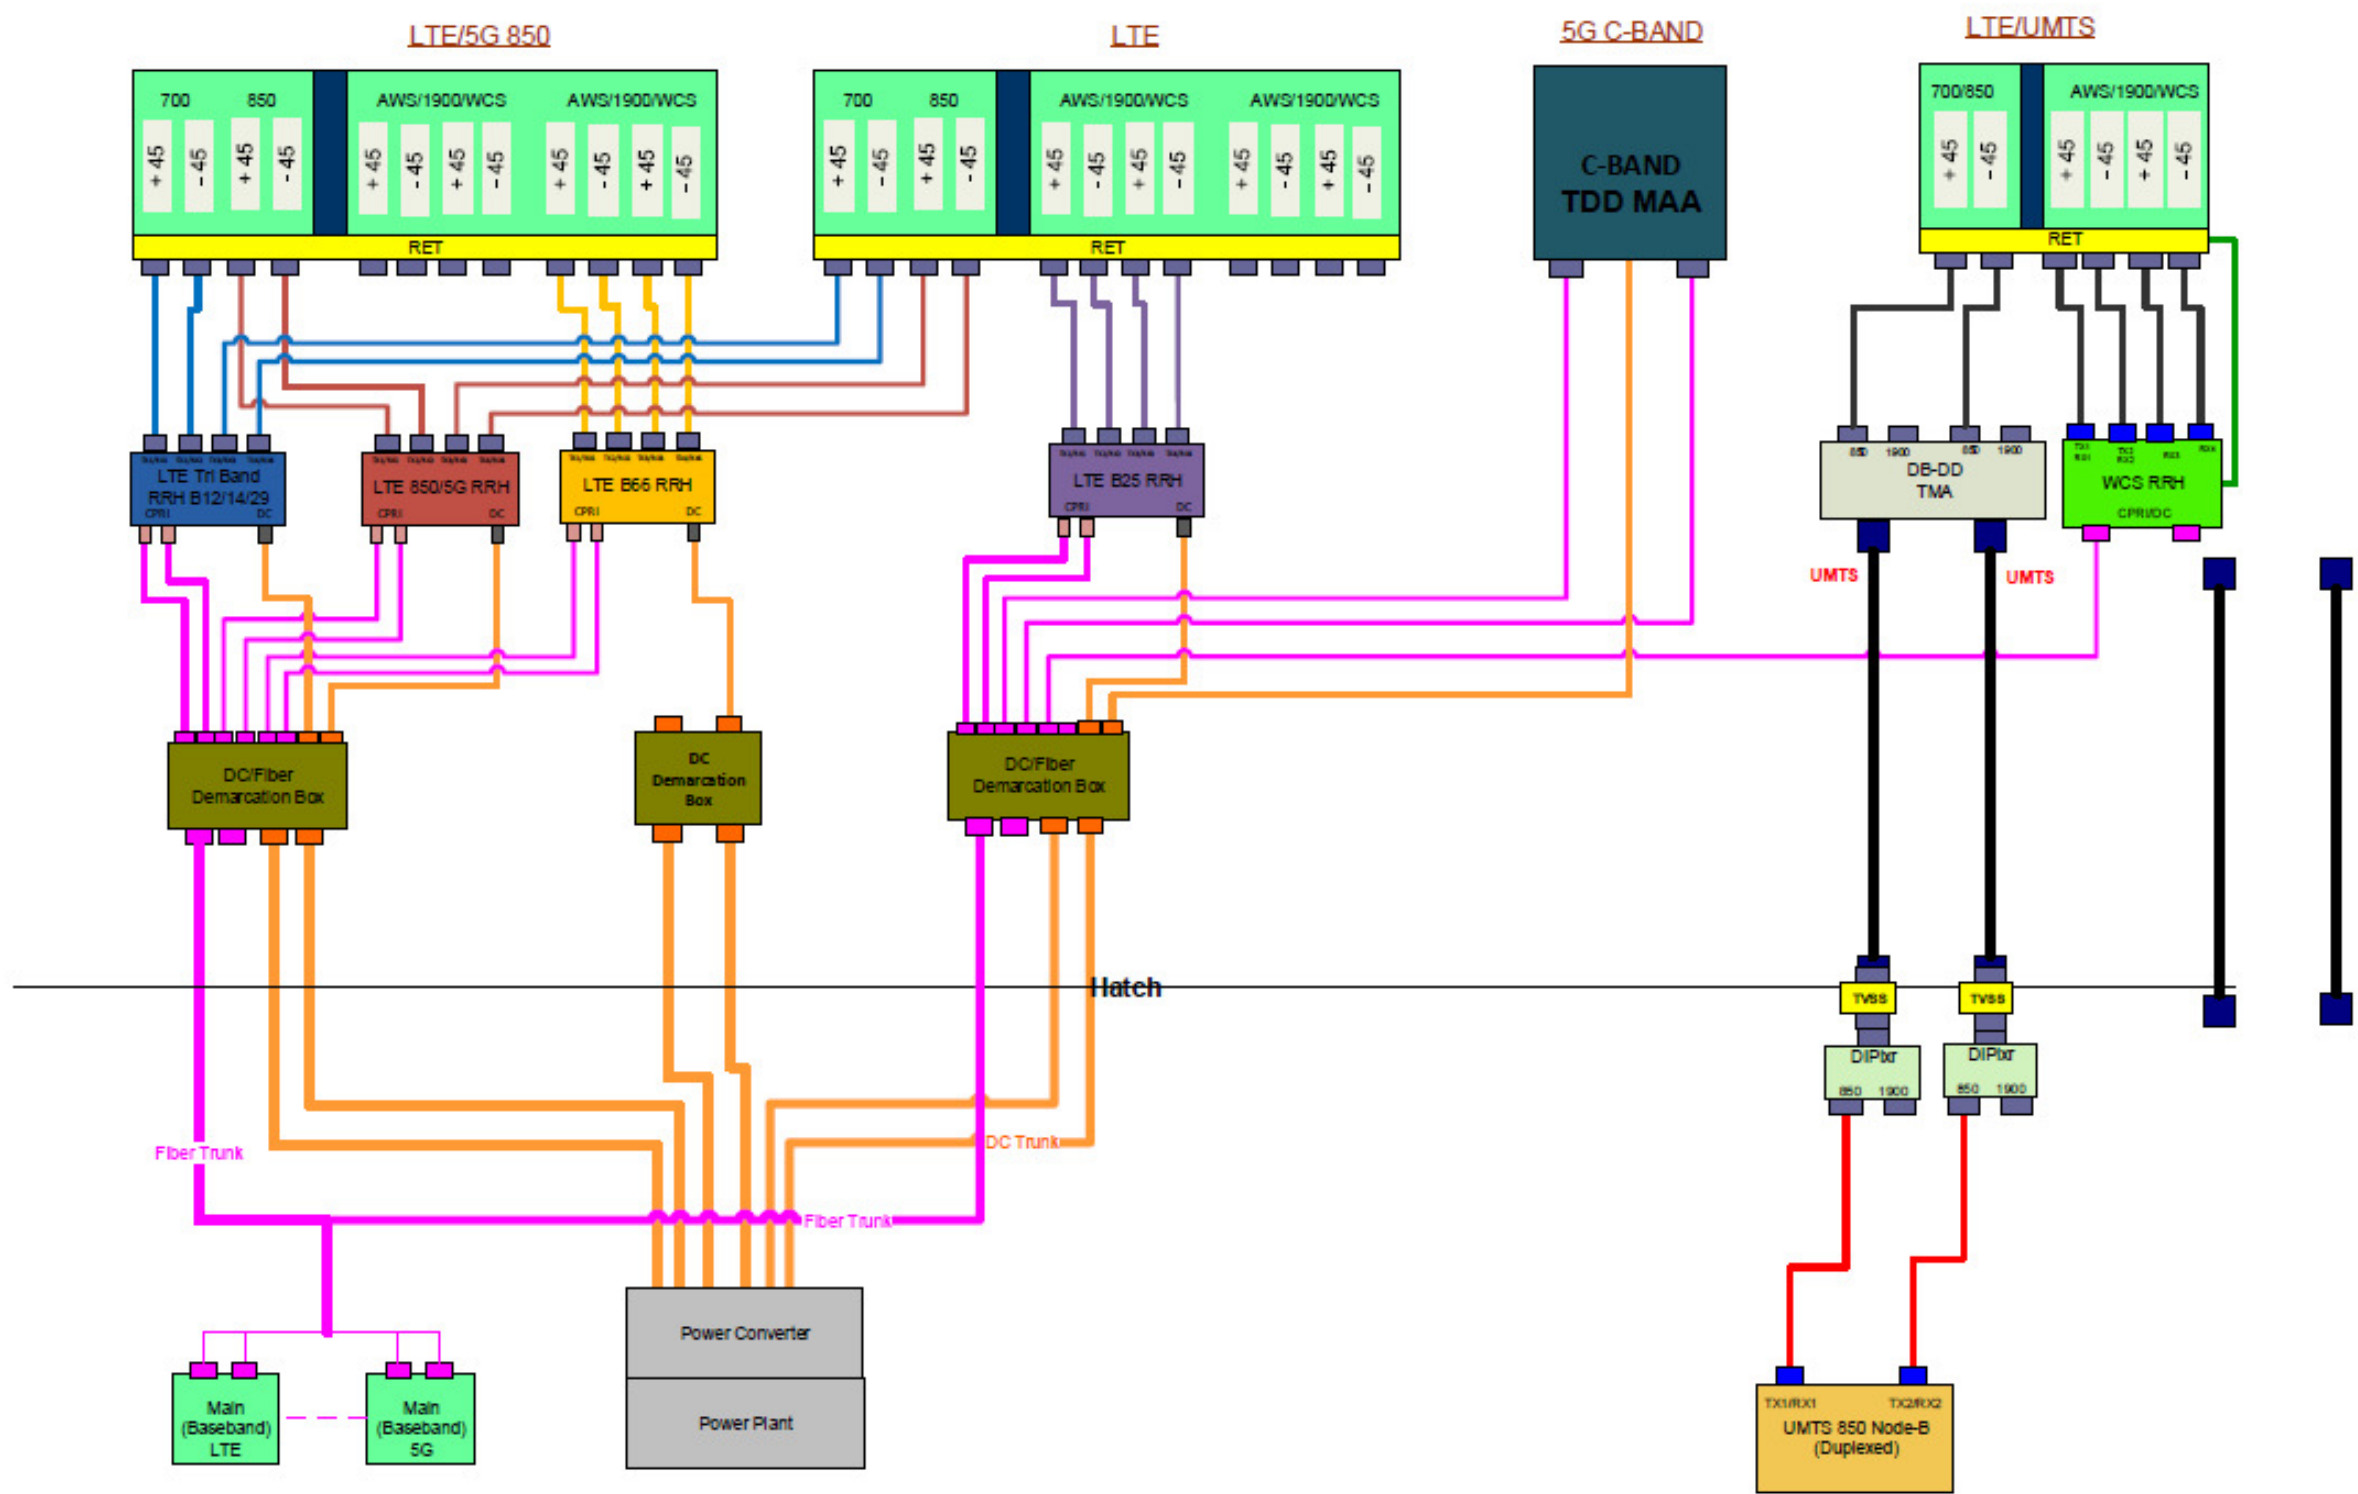 LTE/5G 850
LTE
5G C-BAND
LTE/UMTS
700 850 AWS/1900/WCS AWS/1900/WCS
+45 -45 +45 -45 +45 -45 +45 -45 +45 -45 +45 -45
RET
700 850 AWS/1900/WCS AWS/1900/WCS
+45 -45 +45 -45 +45 -45 +45 -45 +45 -45 +45 -45
RET
C-BAND
TDD MAA
700/850 AWS/1900/WCS
+45 -45 +45 -45 +45 -45
RET
LTE Tri Band
RRH B12/14/29
CPRI DC
LTE 850/5G RRH
CPRI DC
LTE B66 RRH
CPRI DC
LTE B25 RRH
CPRI DC
850 1900 850 1900
DB-DD
TMA
TX1 RX1
TX2 RX2
RX3
RX4
WCS RRH
CPRI/DC
UMTS
UMTS
DC/Fiber
Demarcation Box
DC
Demarcation
Box
DC/Fiber
Demarcation Box
Hatch
TVSS
TVSS
DIPlxr
850 1900
DIPlxr
850 1900
Fiber Trunk
DC Trunk
Fiber Trunk
Power Converter
Power Plant
Main
(Baseband)
LTE
Main
(Baseband)
5G
TX1/RX1 TX2/RX2
UMTS 850 Node-B
(Duplexed)